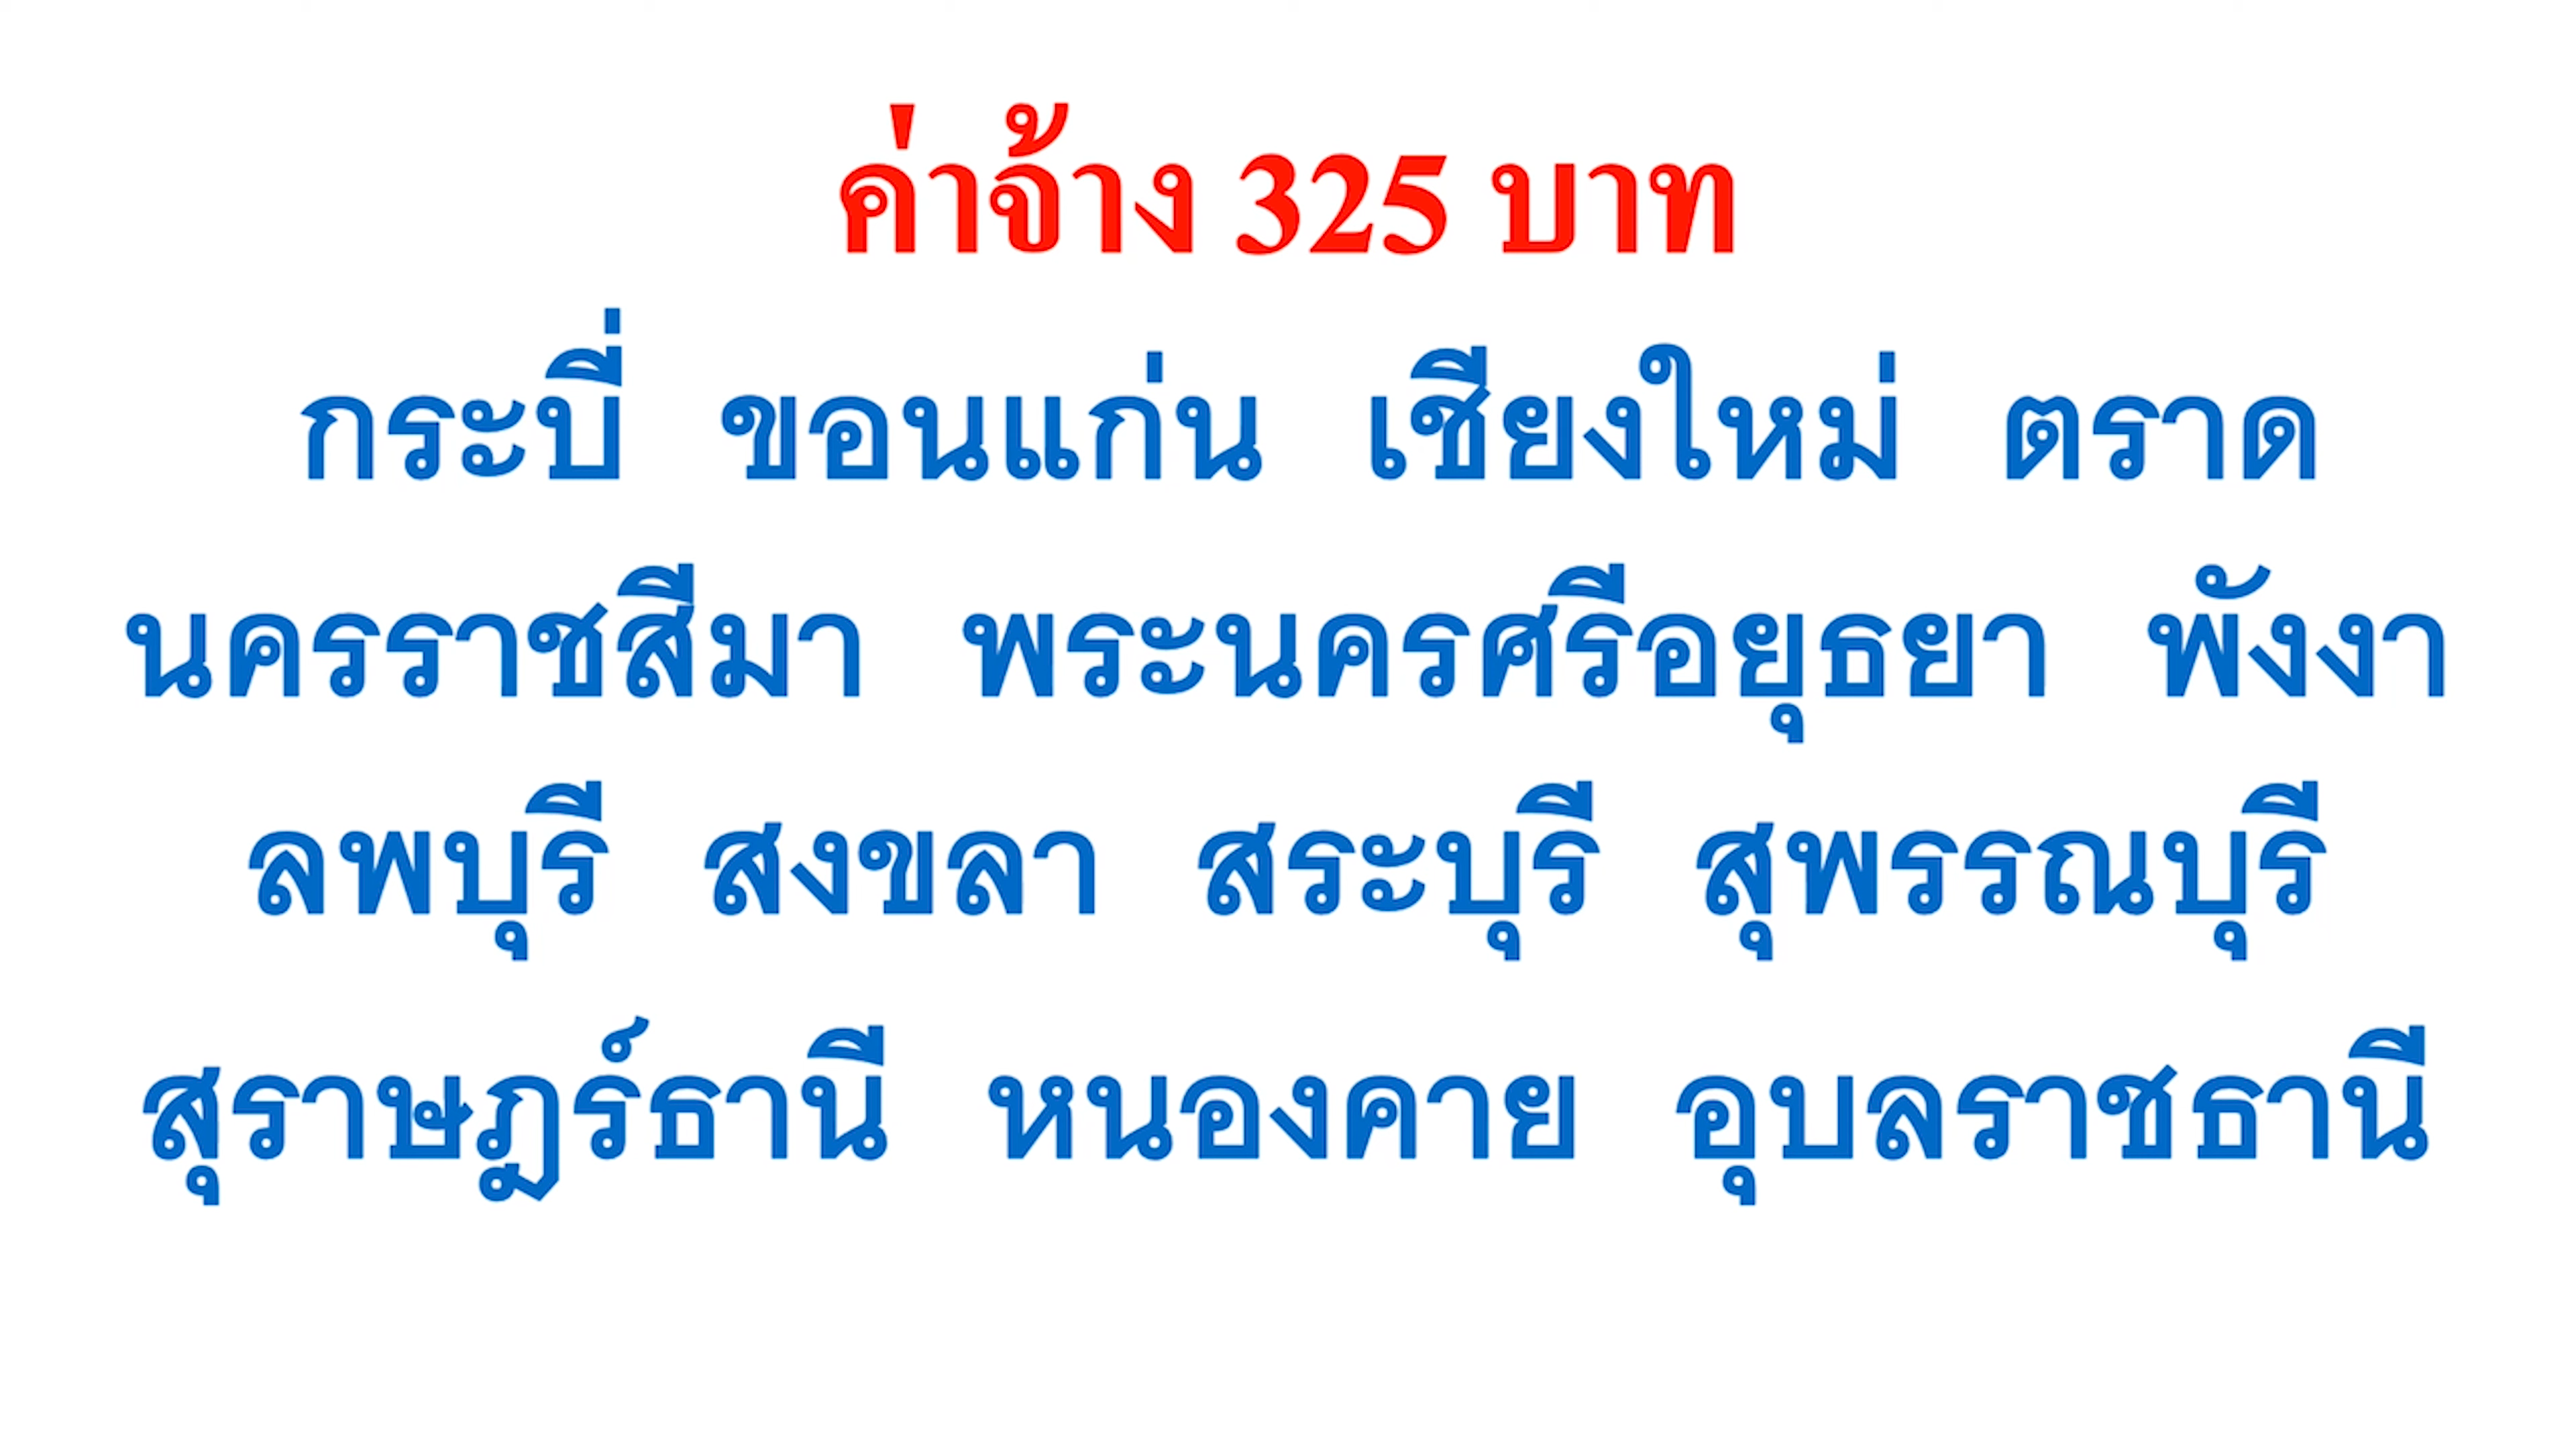 ค่าจ้าง 325 บาท
กระบี่ ขอนแก่น เชียงใหม่ ตราด
นครราชสีมา พระนครศรีอยุธยา พังงา
ลพบุรี สงขลา สระบุรี สุพรรณบุรี
สุราษฎร์ธานี หนองคาย อุบลราชธานี